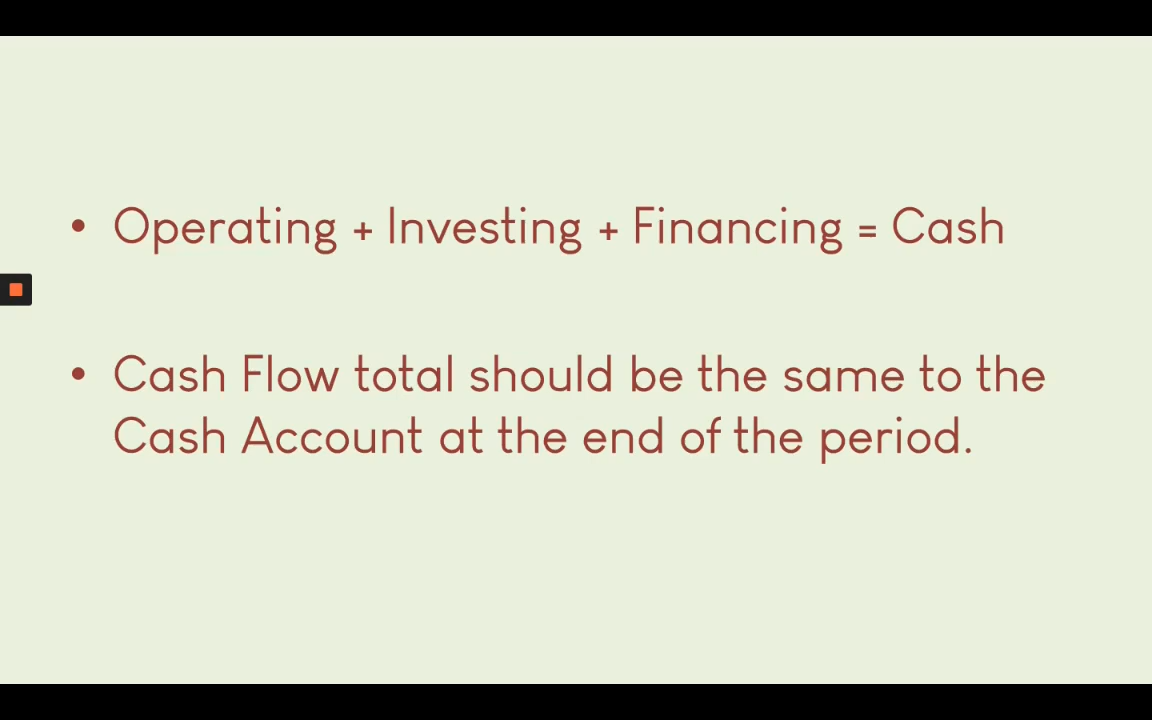 • Operating + Investing + Financing = Cash
• Cash Flow total should be the same to the
Cash Account at the end of the period.